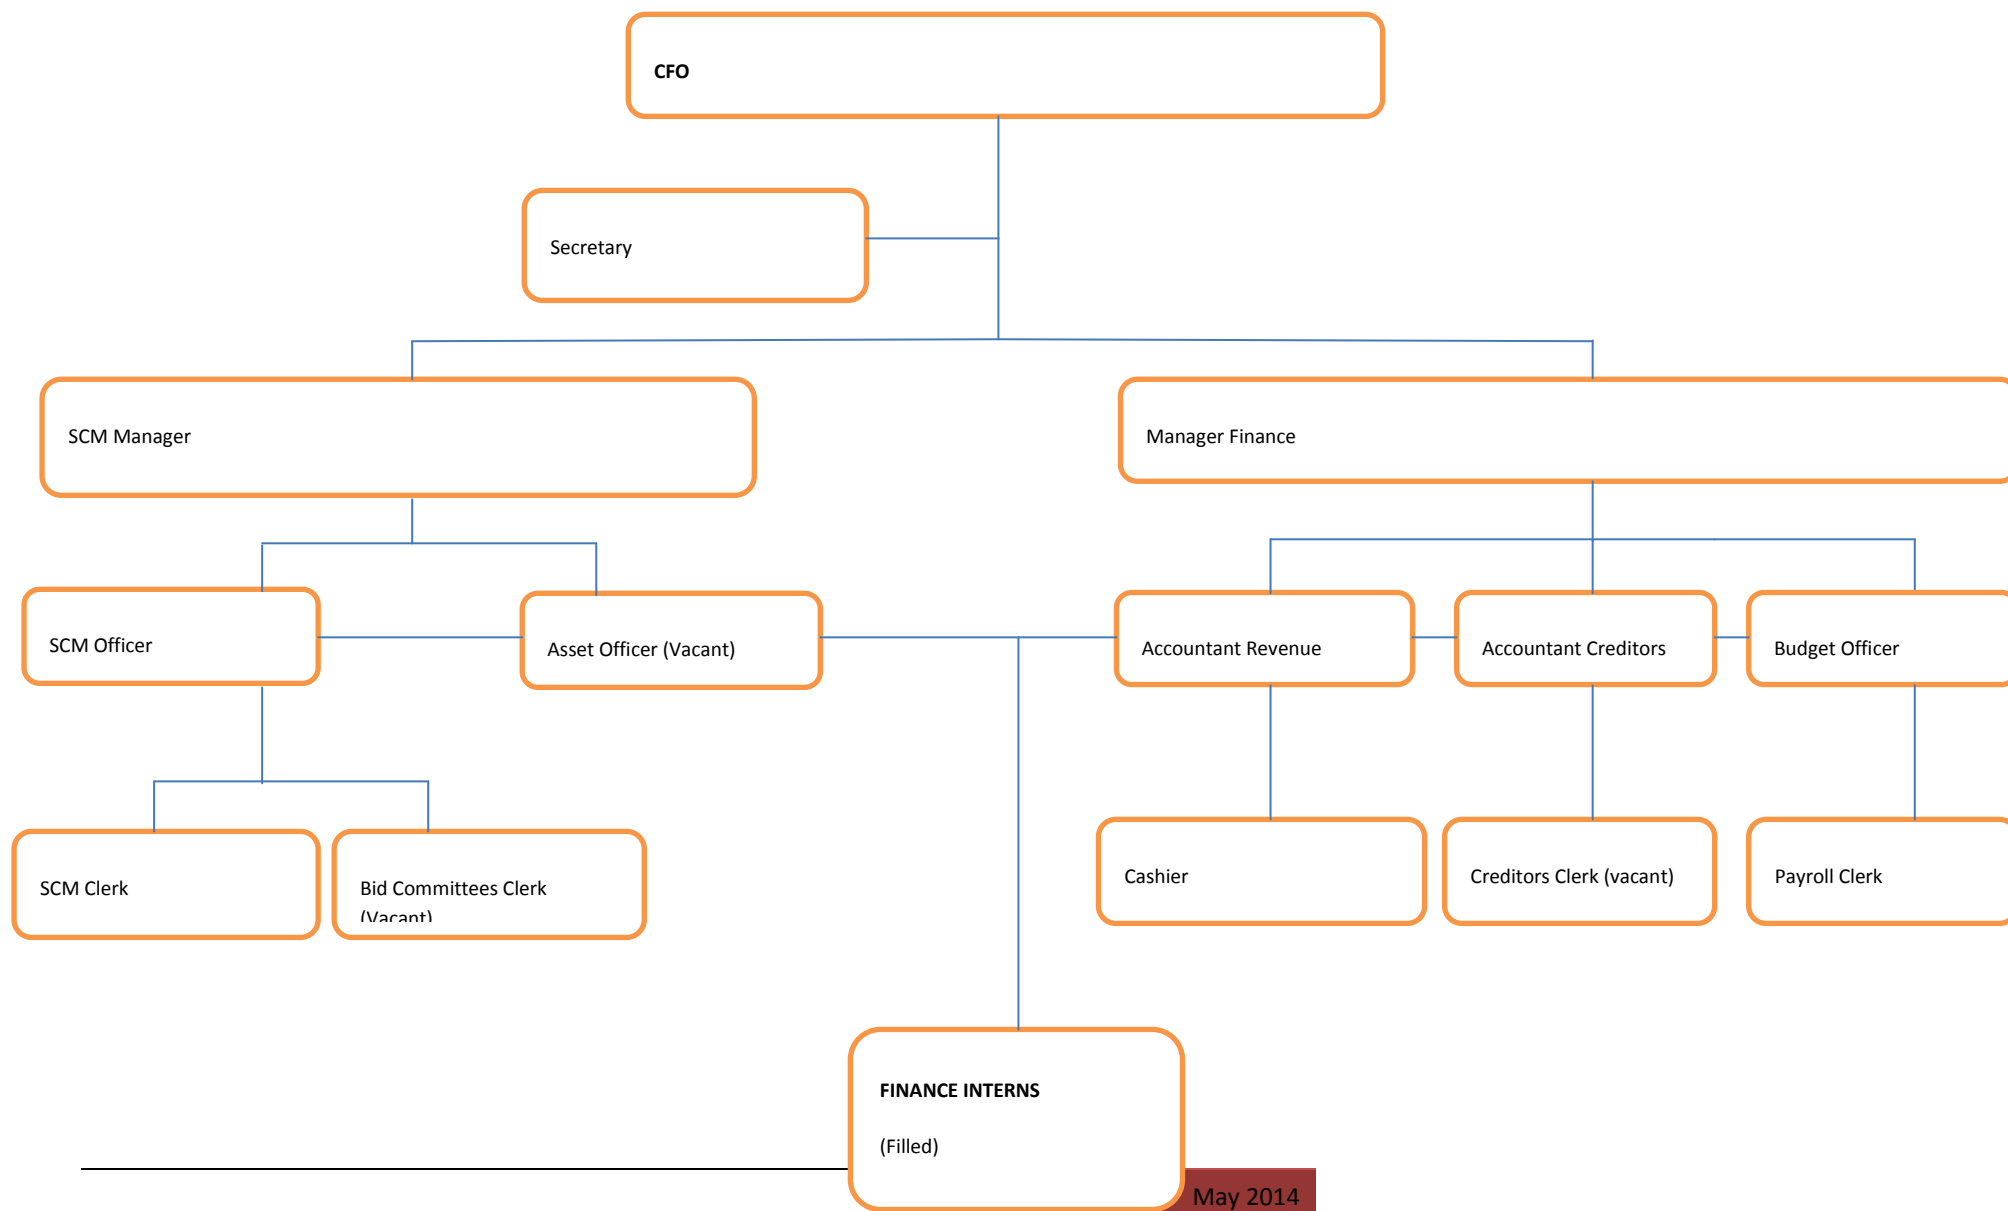 CFO
Secretary
SCM Manager
Manager Finance
SCM Officer
Asset Officer (Vacant)
Accountant Revenue
Accountant Creditors
Budget Officer
SCM Clerk
Bid Committees Clerk
(Vacant)
Cashier
Creditors Clerk (vacant)
Payroll Clerk
FINANCE INTERNS
(Filled)
May 2014